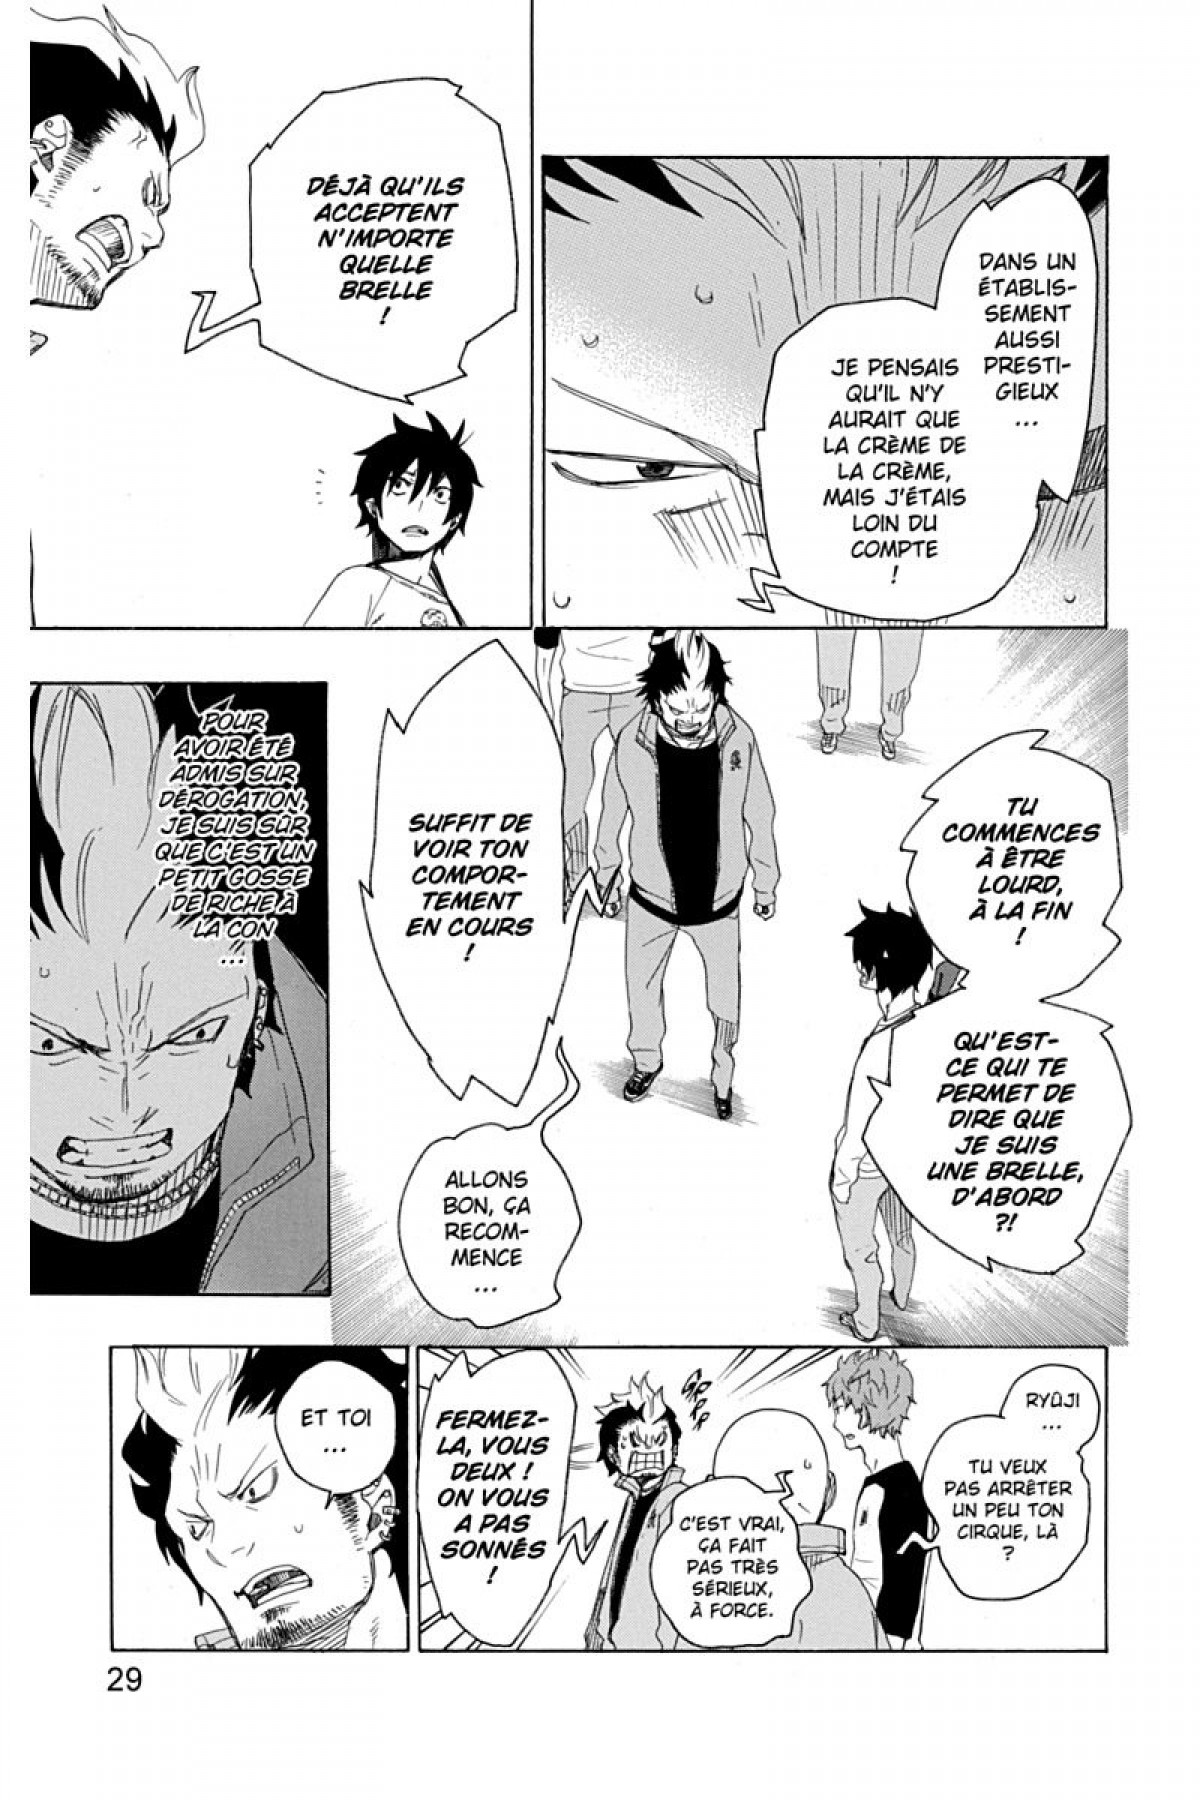 DANS UN
ÉTABLIS-
SEMENT
AUSSI
PRESTI-
GIEUX
...
JE PENSAIS
QU'IL N'Y
AURAIT QUE
LA CRÈME DE
LA CRÈME,
MAIS J'ÉTAIS
LOIN DU
COMPTE
!
DÉJÀ QU'ILS
ACCEPTENT
N'IMPORTE
QUELLE
BRELLE
!
TU
COMMENCES
À ÊTRE
LOURD,
À LA FIN
!
QU'EST-
CE QUI TE
PERMET DE
DIRE QUE
JE SUIS
UNE BRELLE,
D'ABORD
?!
SUFFIT DE
VOIR TON
COMPOR-
TEMENT
EN COURS
!
ALLONS
BON, ÇA
RECOM-
MENCE
...
POUR
AVOIR ÉTÉ
ADMIS SUR
DÉROGATION,
JE SUIS SÛR
QUE C'EST UN
PETIT GOSSE
DE RICHE À
LA CON
...
RYÛJI
...
TU VEUX
PAS ARRÊTER
UN PEU TON
CIRQUE, LÀ
?
C'EST VRAI,
ÇA FAIT
PAS TRÈS
SÉRIEUX,
À FORCE.
FERMEZ-
LA, VOUS
DEUX !
ON VOUS
A PAS
SONNÉS
!
ET TOI
...
29